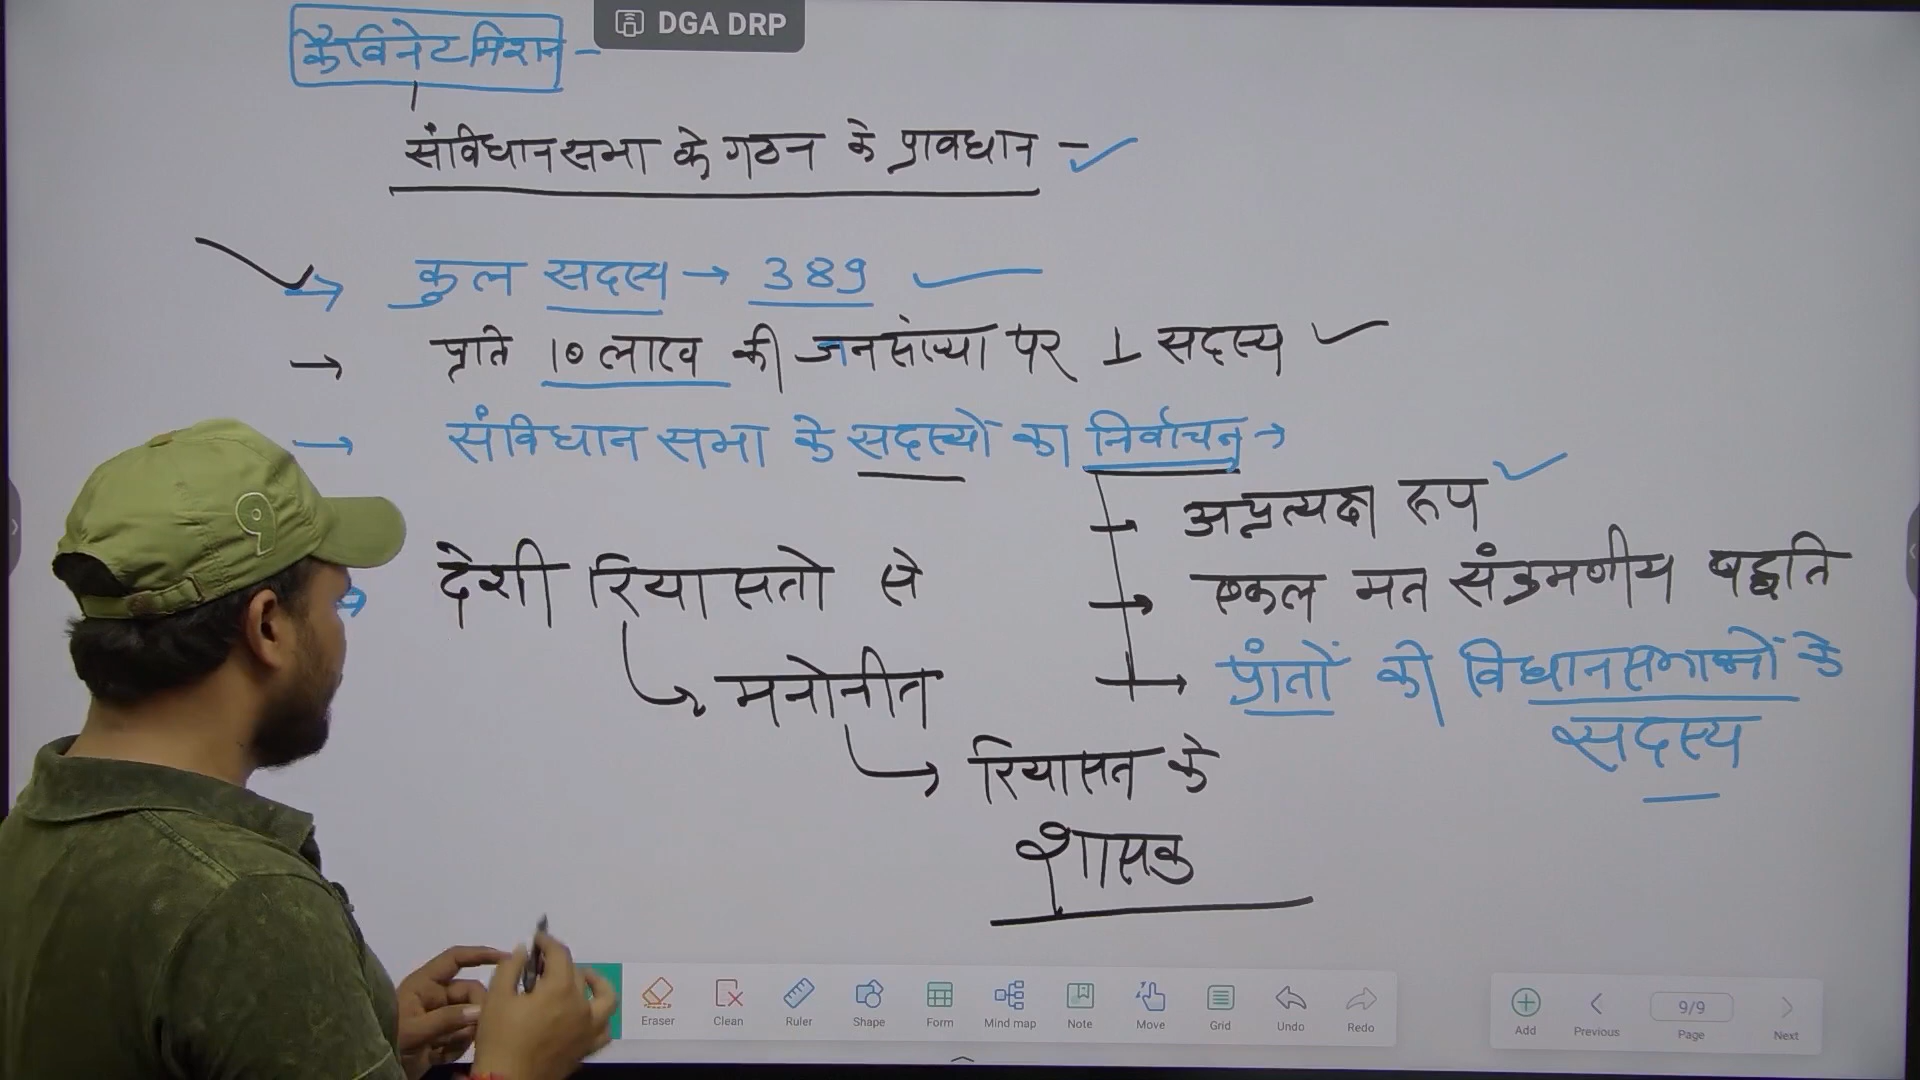 DGA DRP
कैबिनेट मिशन -
संविधान सभा के गठन के प्रावधान -
→ कुल सदस्य → 389
→ प्रति 10 लाख की जनसंख्या पर 1 सदस्य
→ संविधान सभा के सदस्यों का निर्वाचन →
→ अप्रत्यक्ष रूप
→ एकल मत संक्रमणीय पद्धति
→ प्रांतों की विधानसभाओं के
सदस्य
देशी रियासतो से
मनोनीत
→ रियासत के
शासक
Eraser Clean Ruler Shape Form Mind map Note Move Grid Undo Redo
Add Previous 9/9 Page Next